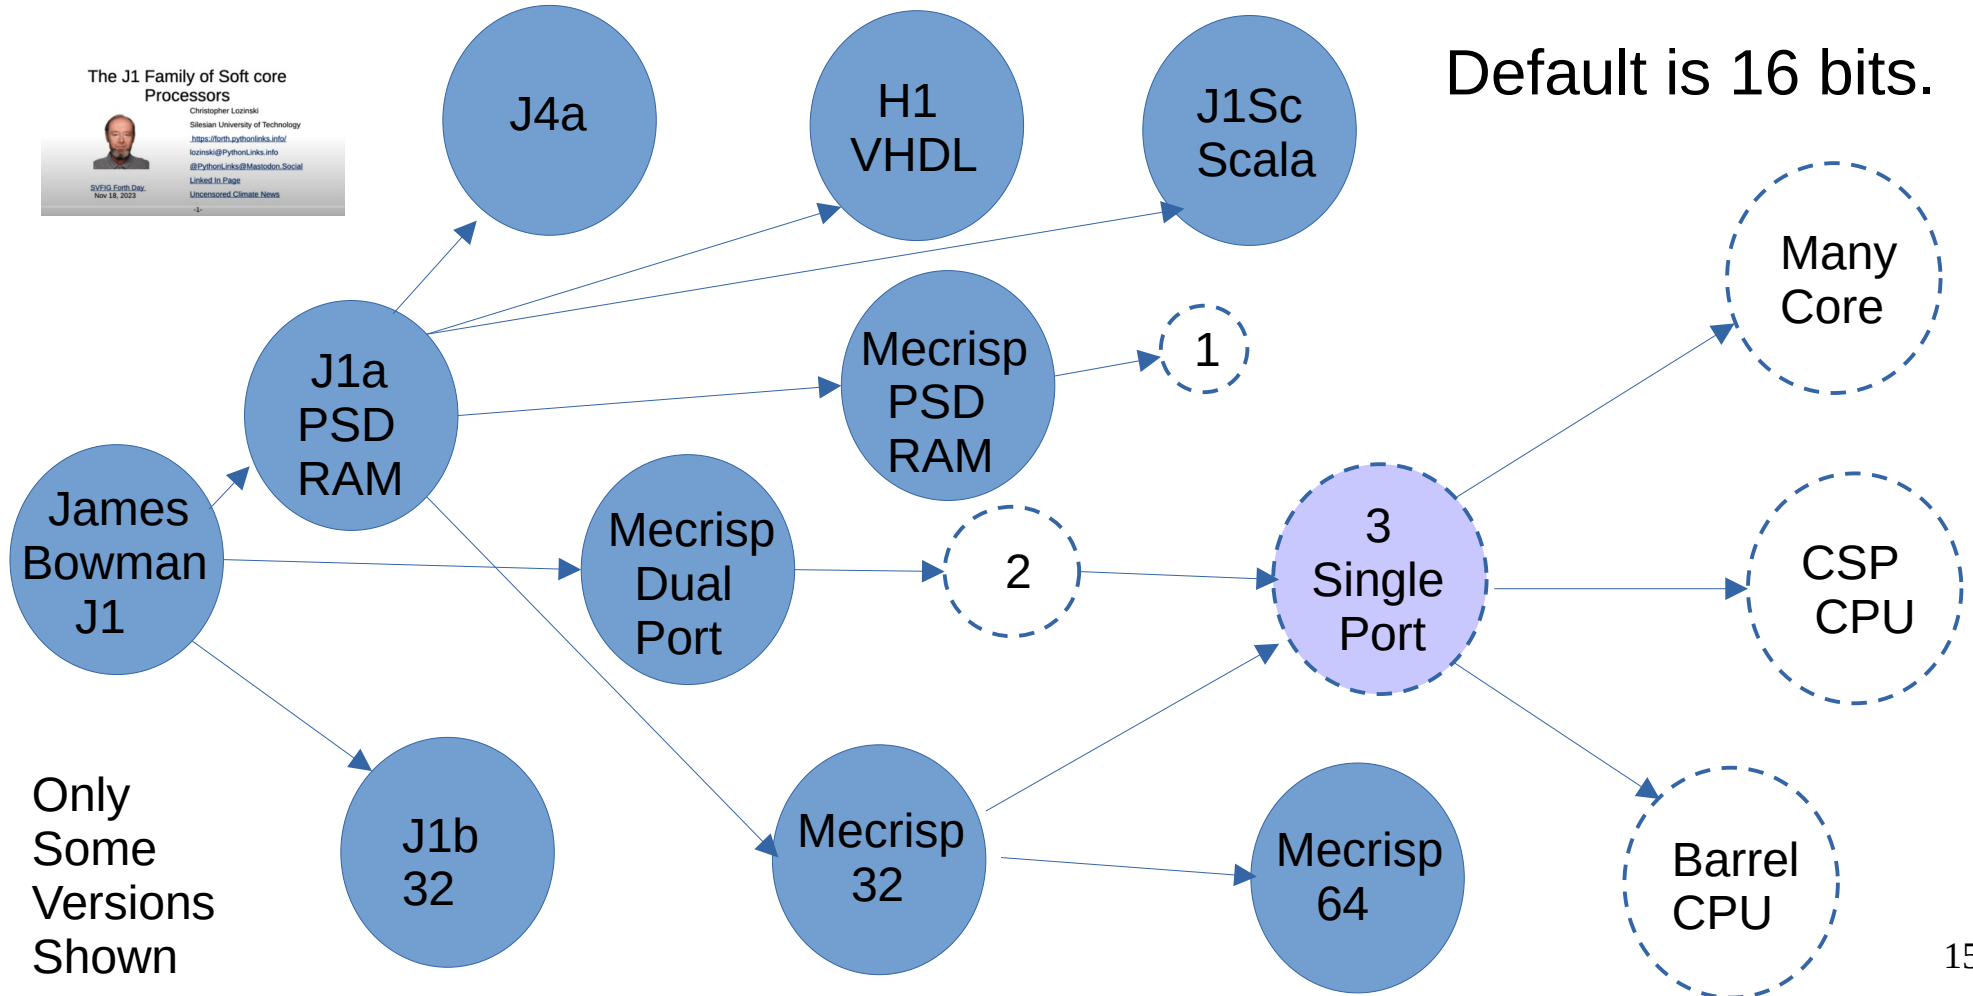 The J1 Family of Soft core
Processors
Christopher Lozinski
Silesian University of Technology
https://forth.pythonlinks.info/
lozinski@PythonLinks.info
@PythonLinks@Mastodon.Social
Linked In Page
Uncensored Climate News
SVFIG Forth Day
Nov 18, 2023
-1-
J4a
H1
VHDL
J1Sc
Scala
Default is 16 bits.
Many
Core
J1a
PSD
RAM
Mecrisp
PSD
RAM
1
James
Bowman
J1
Mecrisp
Dual
Port
2
3
Single
Port
CSP
CPU
Only
Some
Versions
Shown
J1b
32
Mecrisp
32
Mecrisp
64
Barrel
CPU
15